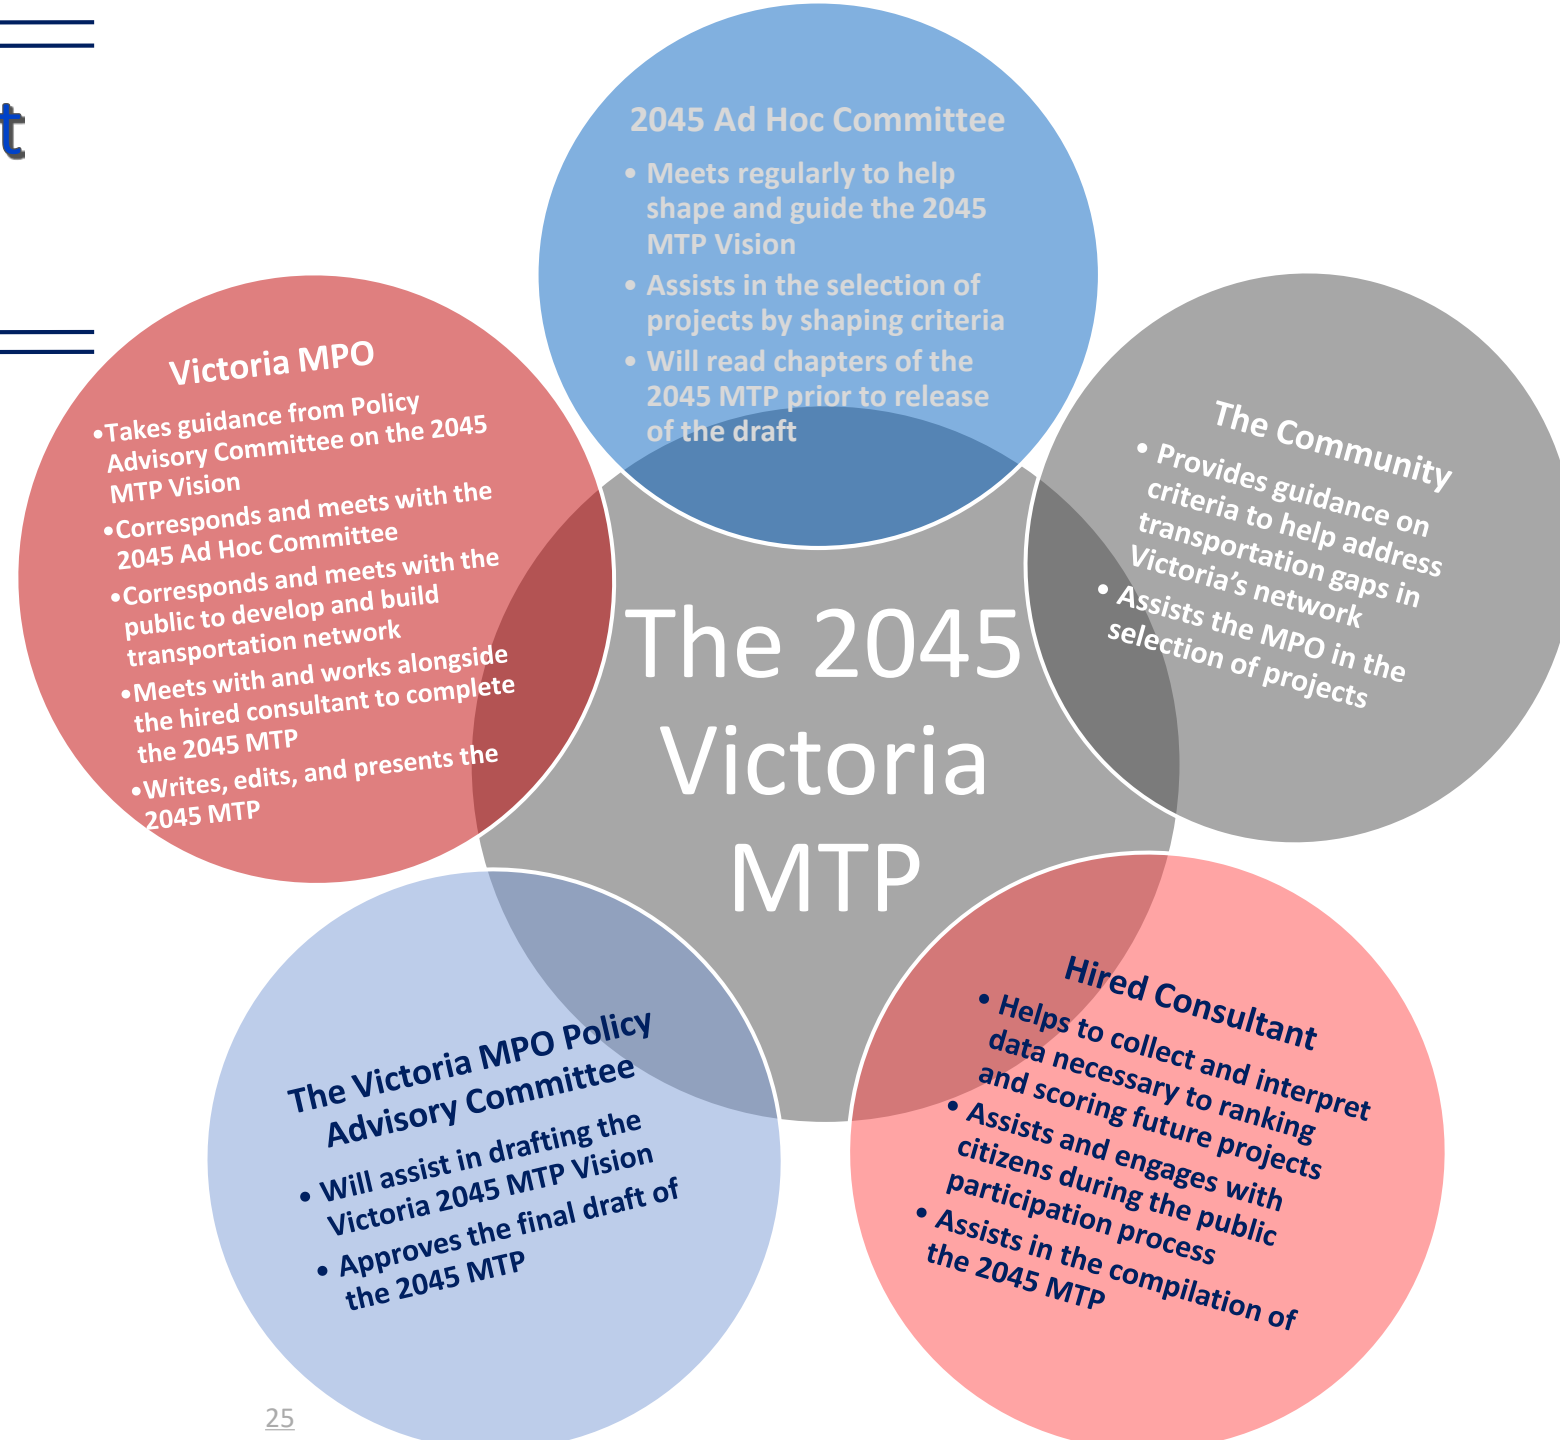 t
2045 Ad Hoc Committee
• Meets regularly to help
shape and guide the 2045
MTP Vision
• Assists in the selection of
projects by shaping criteria
• Will read chapters of the
2045 MTP prior to release
of the draft
Victoria MPO
•Takes guidance from Policy
Advisory Committee on the 2045
MTP Vision
•Corresponds and meets with the
2045 Ad Hoc Committee
•Corresponds and meets with the
public to develop and build
transportation network
•Meets with and works alongside
the hired consultant to complete
the 2045 MTP
•Writes, edits, and presents the
2045 MTP
The Community
• Provides guidance on
criteria to help address
transportation gaps in
Victoria's network
• Assists the MPO in the
selection of projects
The 2045
Victoria
MTP
The Victoria MPO Policy
Advisory Committee
• Will assist in drafting the
Victoria 2045 MTP Vision
• Approves the final draft of
the 2045 MTP
Hired Consultant
• Helps to collect and interpret
data necessary to ranking
and scoring future projects
• Assists and engages with
citizens during the public
participation process
• Assists in the compilation of
the 2045 MTP
25